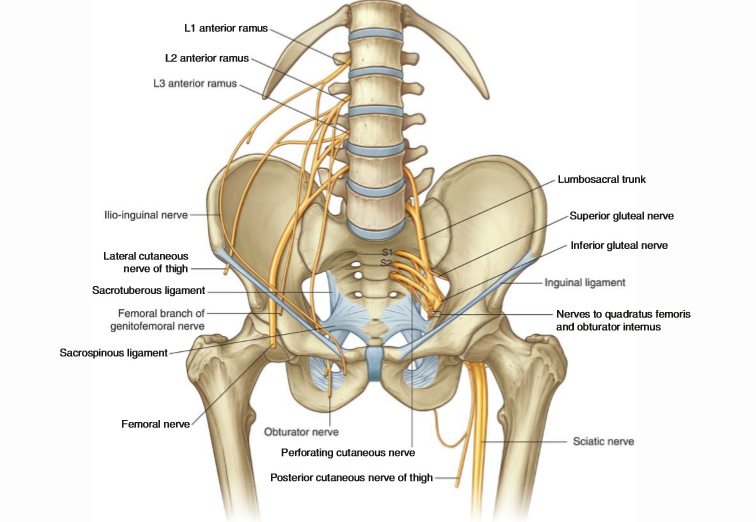 L1 anterior ramus
L2 anterior ramus
L3 anterior ramus
Ilio-inguinal nerve
Lateral cutaneous
nerve of thigh
Sacrotuberous ligament
Femoral branch of
genitofemoral nerve
Sacrospinous ligament
Femoral nerve
Obturator nerve
Perforating cutaneous nerve
Posterior cutaneous nerve of thigh
S1
S2
Lumbosacral trunk
Superior gluteal nerve
Inferior gluteal nerve
Inguinal ligament
Nerves to quadratus femoris
and obturator internus
Sciatic nerve